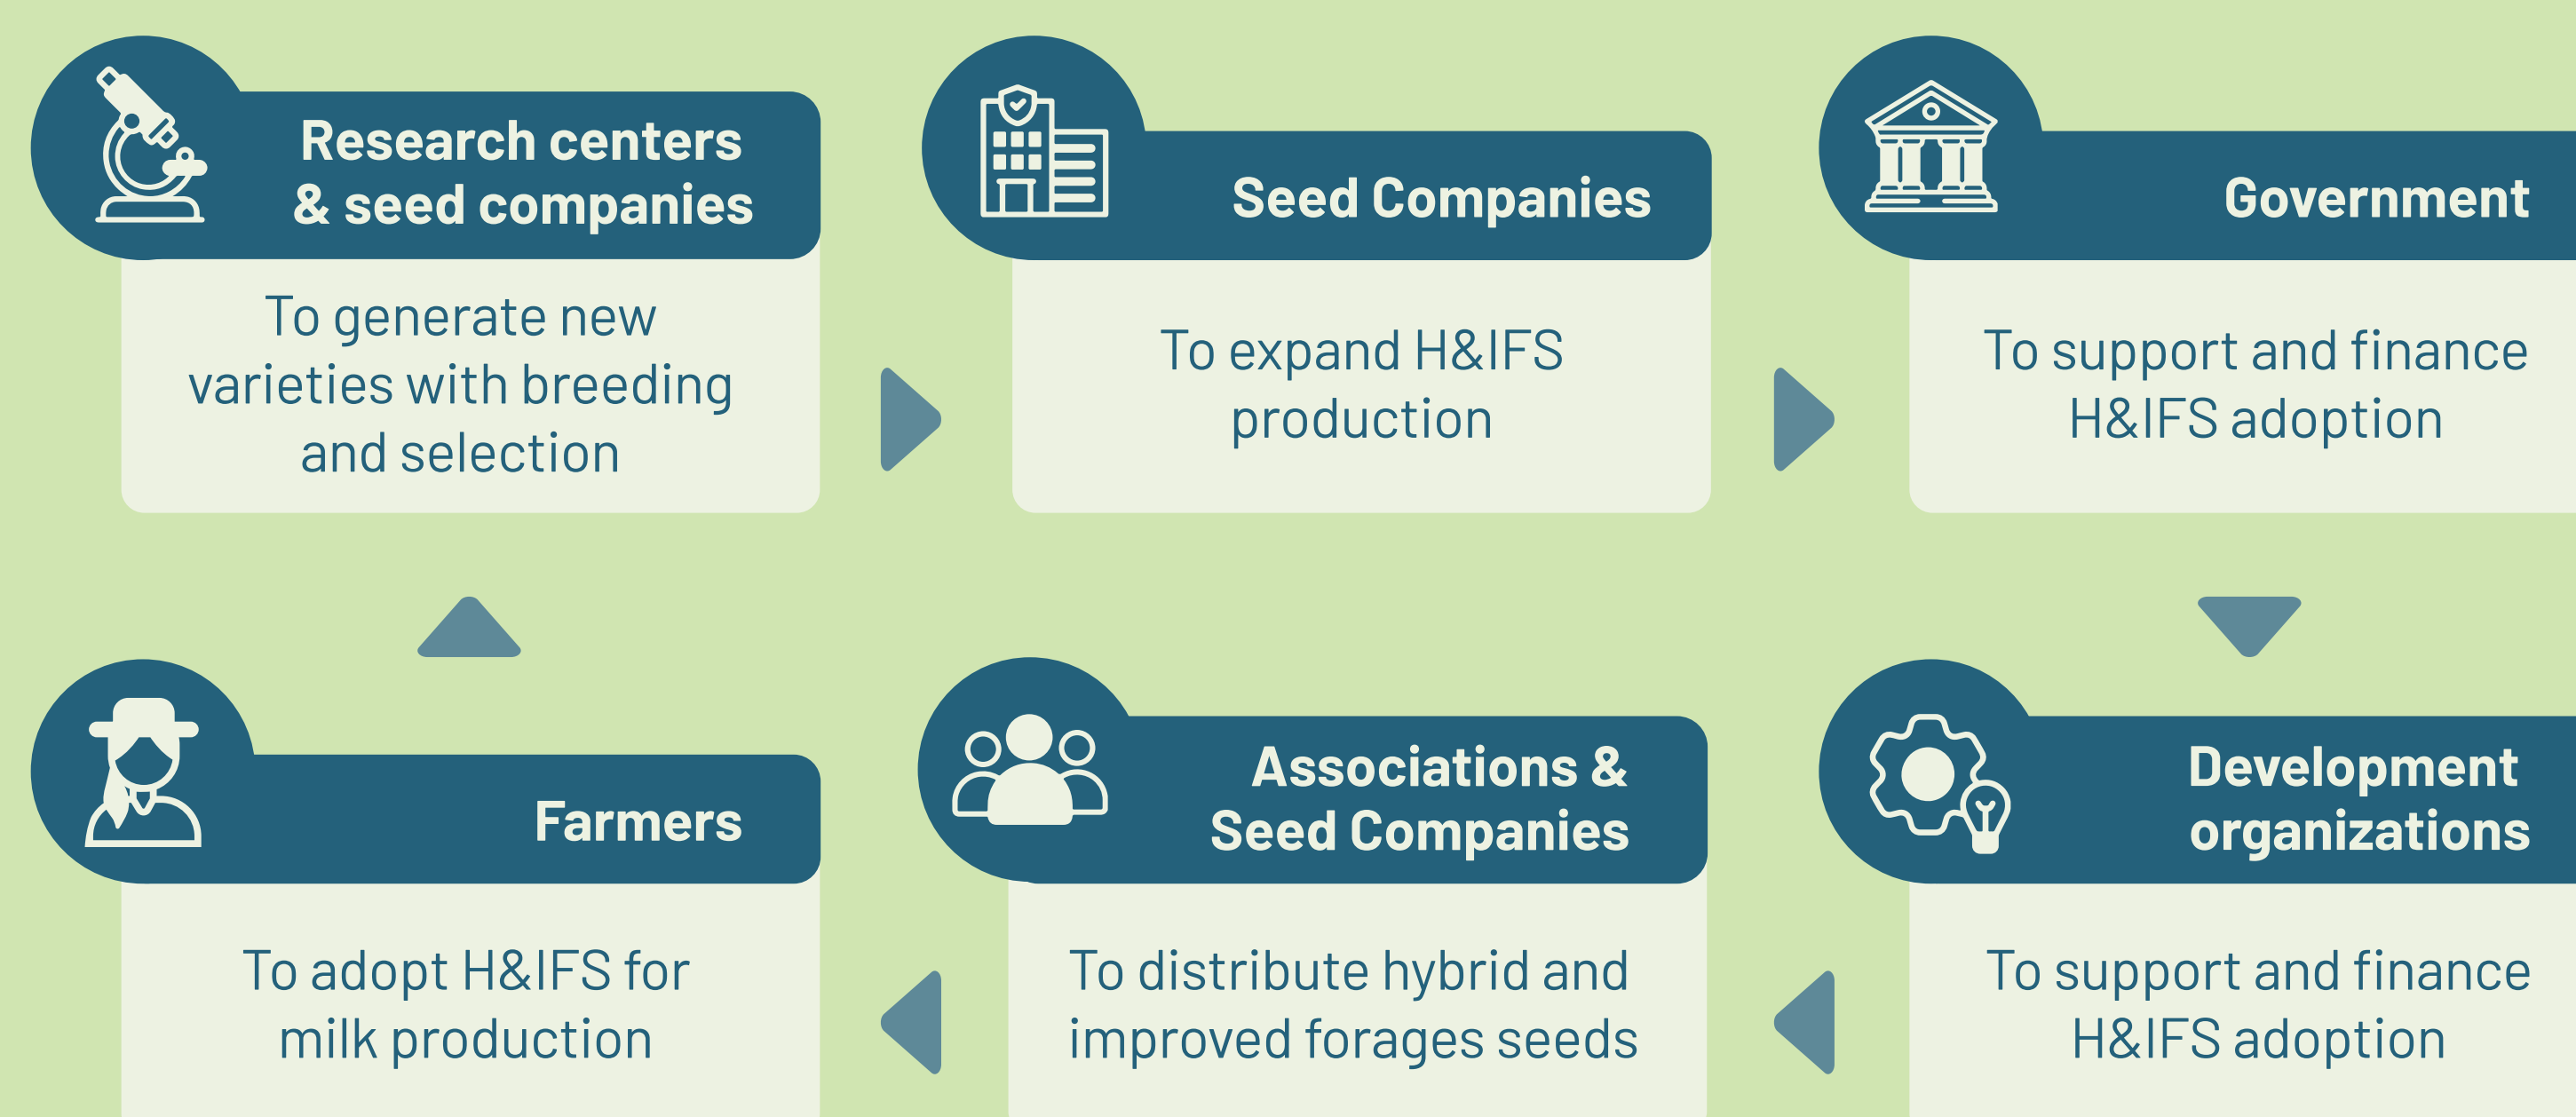 Research centers
& seed companies
To generate new
varieties with breeding
and selection
Seed Companies
To expand H&IFS
production
Government
To support and finance
H&IFS adoption
Farmers
To adopt H&IFS for
milk production
Associations &
Seed Companies
To distribute hybrid and
improved forages seeds
Development
organizations
To support and finance
H&IFS adoption